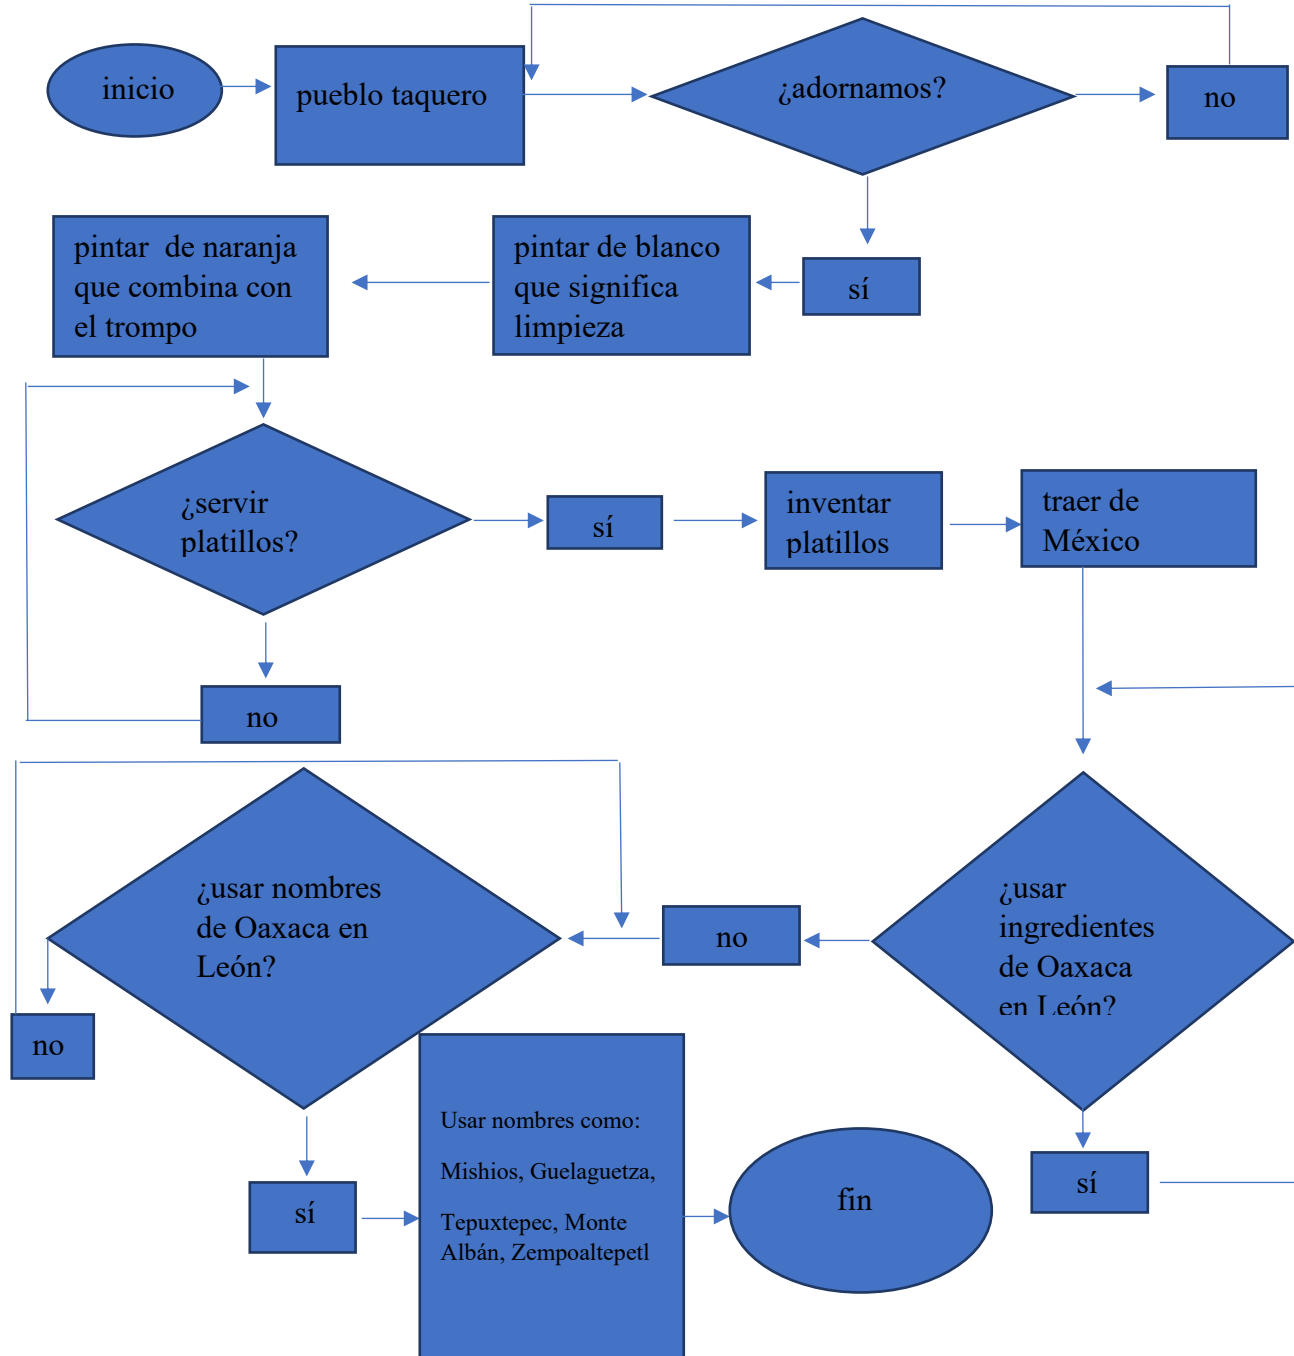 inicio
pueblo taquero
¿adornamos?
no
sí
pintar de blanco
que significa
limpieza
pintar  de naranja
que combina con
el trompo
¿servir
platillos?
sí
inventar
platillos
traer de
México
no
¿usar
ingredientes
de Oaxaca
en León?
no
sí
¿usar nombres
de Oaxaca en
León?
no
sí
Usar nombres como:
Mishios, Guelaguetza,
Tepuxtepec, Monte
Albán, Zempoaltepetl
fin